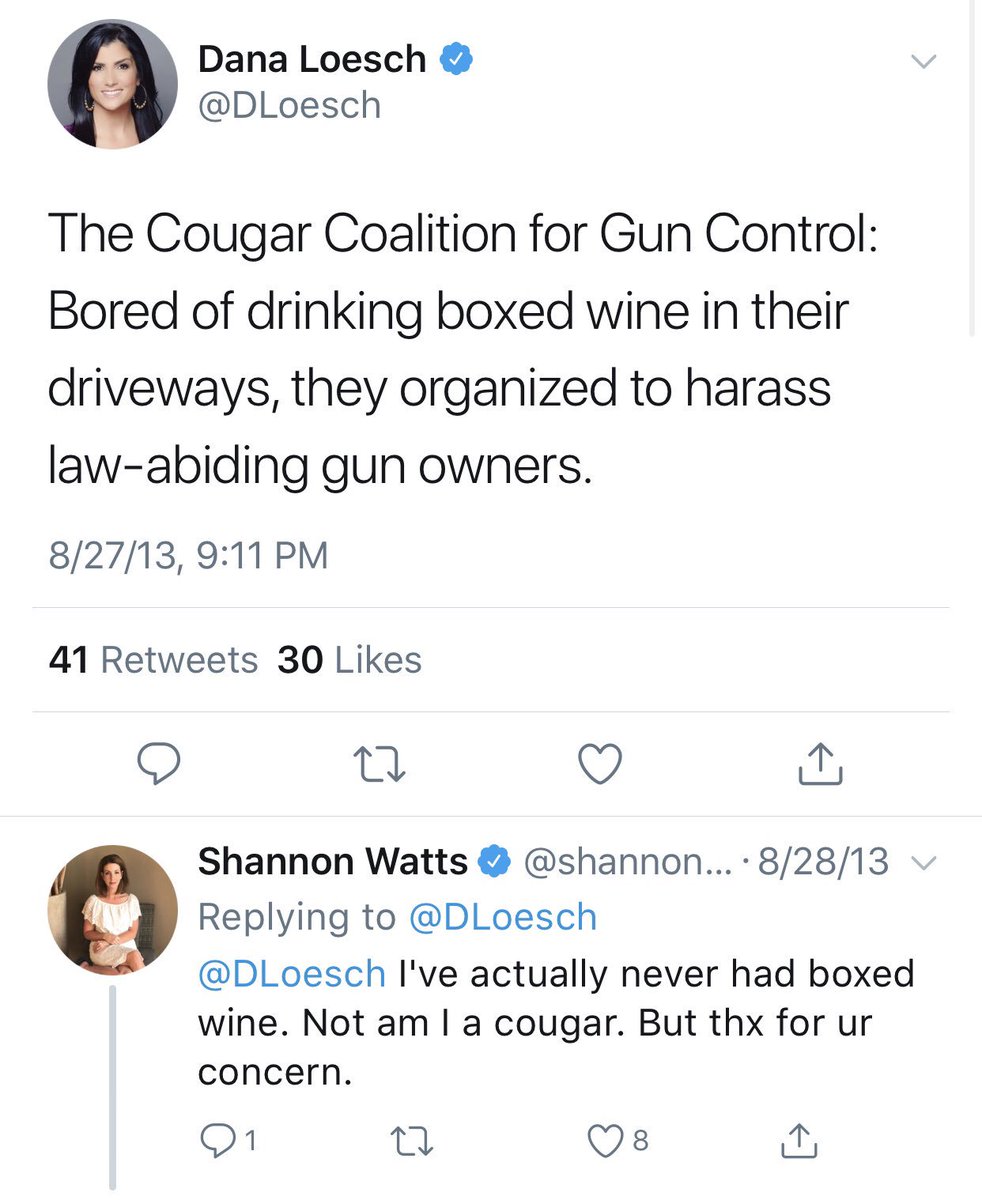 Dana Loesch
@DLoesch
The Cougar Coalition for Gun Control:
Bored of drinking boxed wine in their
driveways, they organized to harass
law-abiding gun owners.
8/27/13, 9:11 PM
41 Retweets 30 Likes
Shannon Watts @shannon... · 8/28/13
Replying to @DLoesch
@DLoesch I've actually never had boxed
wine. Not am I a cougar. But thx for ur
concern.
1 8